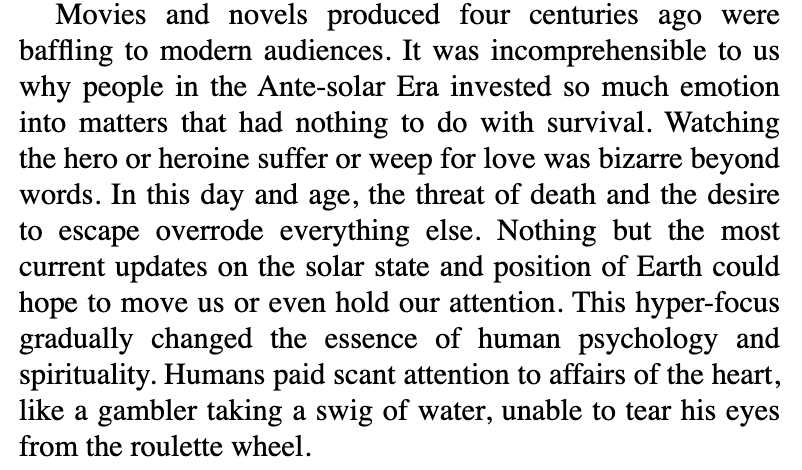 Movies and novels produced four centuries ago were
baffling to modern audiences. It was incomprehensible to us
why people in the Ante-solar Era invested so much emotion
into matters that had nothing to do with survival. Watching
the hero or heroine suffer or weep for love was bizarre beyond
words. In this day and age, the threat of death and the desire
to escape overrode everything else. Nothing but the most
current updates on the solar state and position of Earth could
hope to move us or even hold our attention. This hyper-focus
gradually changed the essence of human psychology and
spirituality. Humans paid scant attention to affairs of the heart,
like a gambler taking a swig of water, unable to tear his eyes
from the roulette wheel.